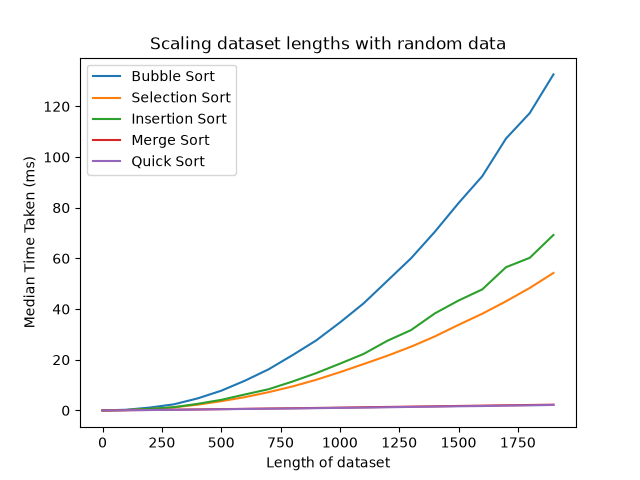 Scaling dataset lengths with random data
Bubble Sort
Selection Sort
Insertion Sort
Merge Sort
Quick Sort
Median Time Taken (ms)
120
100
80
60
40
20
0
0 250 500 750 1000 1250 1500 1750
Length of dataset